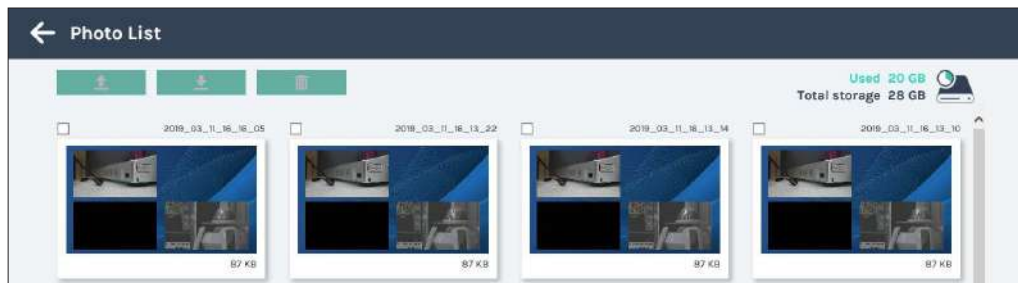 Photo List
Used 20 GB
Total storage 28 GB
2019_03_11_16_16_05
2019_03_11_16_13_22
2019_03_11_16_13_14
2019_03_11_16_13_10
87 KB
87 KB
87 KB
87 KB